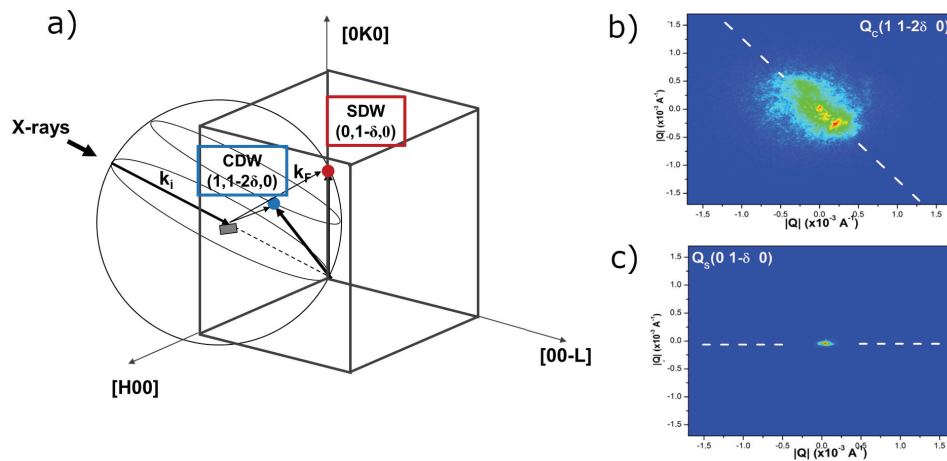 a)
[0K0]
X-rays
SDW
(0,1-δ,0)
CDW
(1,1-2δ,0)
k_i
k_F
[H00]
[00-L]
b)
Q_C(1 1-2δ 0)
1.5
1.0
0.5
0.0
-0.5
-1.0
-1.5
|Q| (x10⁻³ A⁻¹)
-1.5 -1.0 -0.5 0.0 0.5 1.0 1.5
|Q| (x10⁻³ A⁻¹)
c)
Q_S(0 1-δ 0)
1.5
1.0
0.5
0.0
-0.5
-1.0
-1.5
|Q| (x10⁻³ A⁻¹)
-1.5 -1.0 -0.5 0.0 0.5 1.0 1.5
|Q| (x10⁻³ A⁻¹)